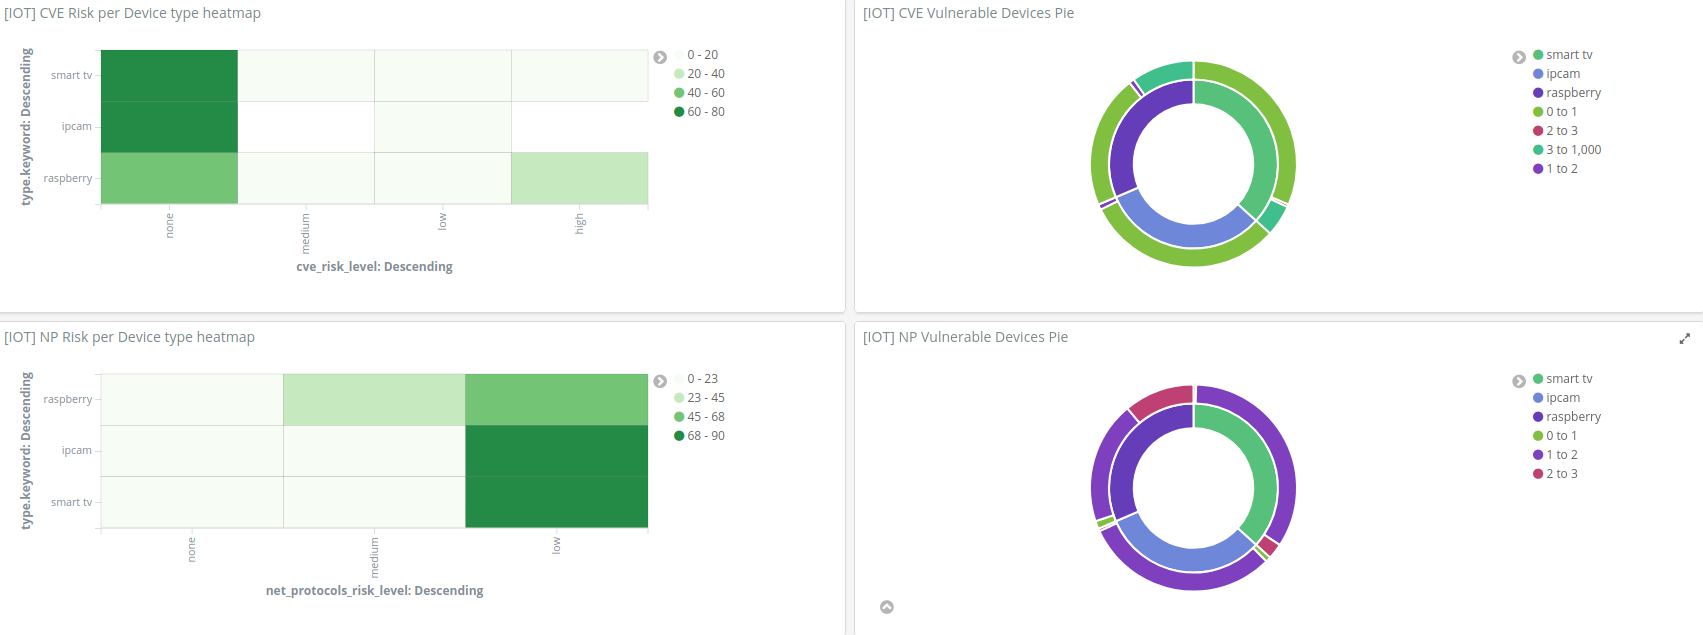 [IOT] CVE Risk per Device type heatmap
type.keyword: Descending
smart tv
ipcam
raspberry
none
medium
low
high
cve_risk_level: Descending
0 - 20
20 - 40
40 - 60
60 - 80
[IOT] CVE Vulnerable Devices Pie
smart tv
ipcam
raspberry
0 to 1
2 to 3
3 to 1,000
1 to 2
[IOT] NP Risk per Device type heatmap
type.keyword: Descending
raspberry
ipcam
smart tv
none
medium
low
net_protocols_risk_level: Descending
0 - 23
23 - 45
45 - 68
68 - 90
[IOT] NP Vulnerable Devices Pie
smart tv
ipcam
raspberry
0 to 1
1 to 2
2 to 3